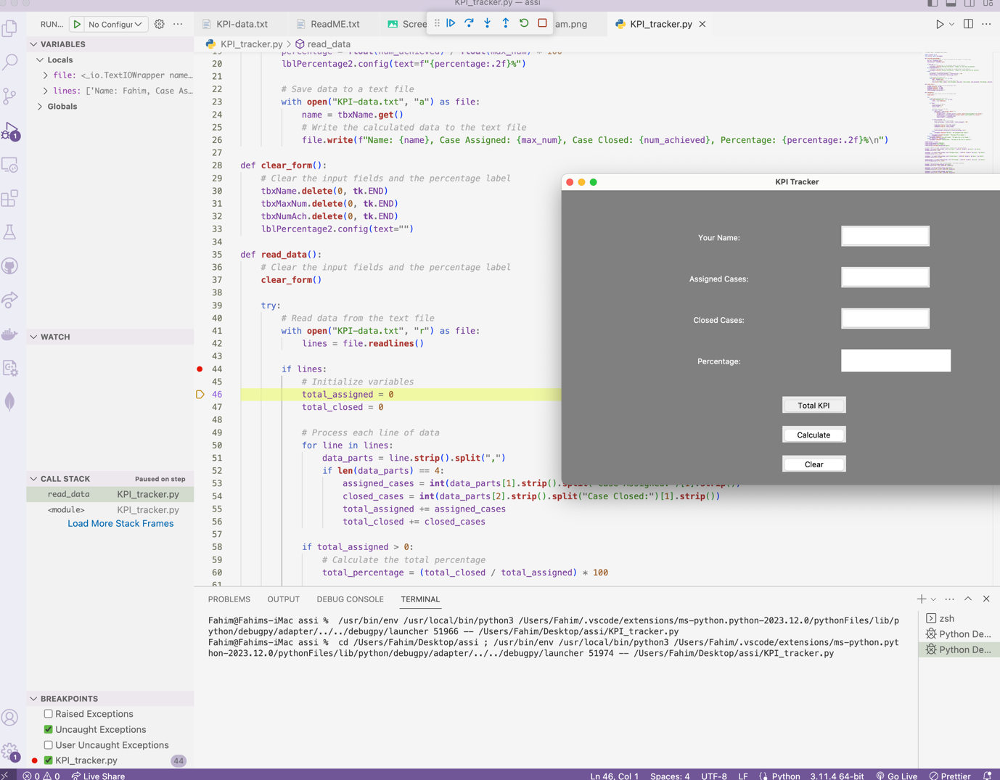 KPI_tracker.py — assi
RUN... No Configur ...
KPI-data.txt ReadME.txt Scree am.png KPI_tracker.py
VARIABLES
Locals
file: <_io.TextIOWrapper name...
lines: ['Name: Fahim, Case As...
Globals
WATCH
CALL STACK Paused on step
read_data KPI_tracker.py
<module> KPI_tracker.py
Load More Stack Frames
BREAKPOINTS
Raised Exceptions
Uncaught Exceptions
User Uncaught Exceptions
KPI_tracker.py 44
1
1
KPI_tracker.py > read_data
19 percentage = float(num_achieved) / float(max_num) * 100
20 lblPercentage2.config(text=f"{percentage:.2f}%")
21
22 # Save data to a text file
23 with open("KPI-data.txt", "a") as file:
24 name = tbxName.get()
25 # Write the calculated data to the text file
26 file.write(f"Name: {name}, Case Assigned: {max_num}, Case Closed: {num_achieved}, Percentage: {percentage:.2f}%\n")
27
28 def clear_form():
29 # Clear the input fields and the percentage label
30 tbxName.delete(0, tk.END)
31 tbxMaxNum.delete(0, tk.END)
32 tbxNumAch.delete(0, tk.END)
33 lblPercentage2.config(text="")
34
35 def read_data():
36 # Clear the input fields and the percentage label
37 clear_form()
38
39 try:
40 # Read data from the text file
41 with open("KPI-data.txt", "r") as file:
42 lines = file.readlines()
43
44 if lines:
45 # Initialize variables
46 total_assigned = 0
47 total_closed = 0
48
49 # Process each line of data
50 for line in lines:
51 data_parts = line.strip().split(",")
52 if len(data_parts) == 4:
53 assigned_cases = int(data_parts[1].strip().split("Case Assigned:")[1].strip())
54 closed_cases = int(data_parts[2].strip().split("Case Closed:")[1].strip())
55 total_assigned += assigned_cases
56 total_closed += closed_cases
57
58 if total_assigned > 0:
59 # Calculate the total percentage
60 total_percentage = (total_closed / total_assigned) * 100
61
KPI Tracker
Your Name:
Assigned Cases:
Closed Cases:
Percentage:
Total KPI
Calculate
Clear
PROBLEMS OUTPUT DEBUG CONSOLE TERMINAL
Fahim@Fahims-iMac assi % /usr/bin/env /usr/local/bin/python3 /Users/Fahim/.vscode/extensions/ms-python.python-2023.12.0/pythonFiles/lib/p
ython/debugpy/adapter/../../debugpy/launcher 51966 -- /Users/Fahim/Desktop/assi/KPI_tracker.py
Fahim@Fahims-iMac assi % cd /Users/Fahim/Desktop/assi ; /usr/bin/env /usr/local/bin/python3 /Users/Fahim/.vscode/extensions/ms-python.pyt
hon-2023.12.0/pythonFiles/lib/python/debugpy/adapter/../../debugpy/launcher 51974 -- /Users/Fahim/Desktop/assi/KPI_tracker.py
zsh
Python De...
Python De...
0 0 Live Share Ln 46, Col 1 Spaces: 4 UTF-8 LF Python 3.11.4 64-bit Go Live Prettier